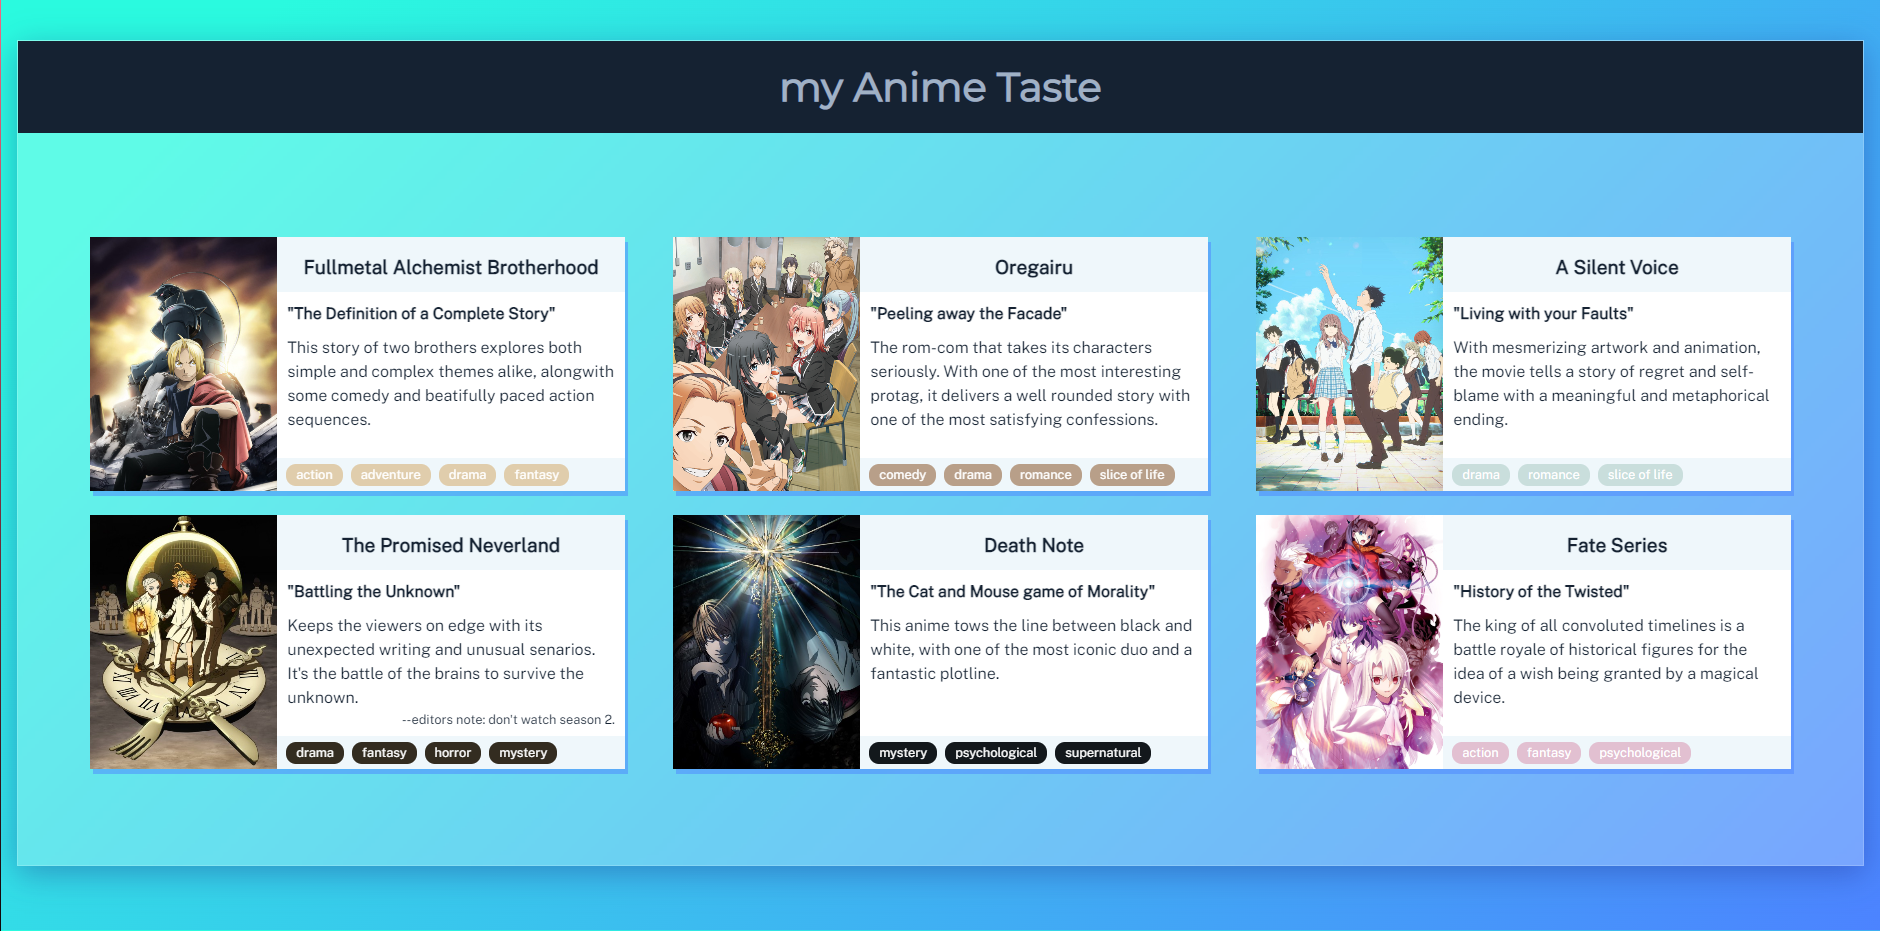 my Anime Taste
Fullmetal Alchemist Brotherhood
"The Definition of a Complete Story"
This story of two brothers explores both
simple and complex themes alike, alongwith
some comedy and beatifully paced action
sequences.
action adventure drama fantasy
Oregairu
"Peeling away the Facade"
The rom-com that takes its characters
seriously. With one of the most interesting
protag, it delivers a well rounded story with
one of the most satisfying confessions.
comedy drama romance slice of life
A Silent Voice
"Living with your Faults"
With mesmerizing artwork and animation,
the movie tells a story of regret and self-
blame with a meaningful and metaphorical
ending.
drama romance slice of life
The Promised Neverland
"Battling the Unknown"
Keeps the viewers on edge with its
unexpected writing and unusual senarios.
It's the battle of the brains to survive the
unknown.
--editors note: don't watch season 2.
drama fantasy horror mystery
Death Note
"The Cat and Mouse game of Morality"
This anime tows the line between black and
white, with one of the most iconic duo and a
fantastic plotline.
mystery psychological supernatural
Fate Series
"History of the Twisted"
The king of all convoluted timelines is a
battle royale of historical figures for the
idea of a wish being granted by a magical
device.
action fantasy psychological